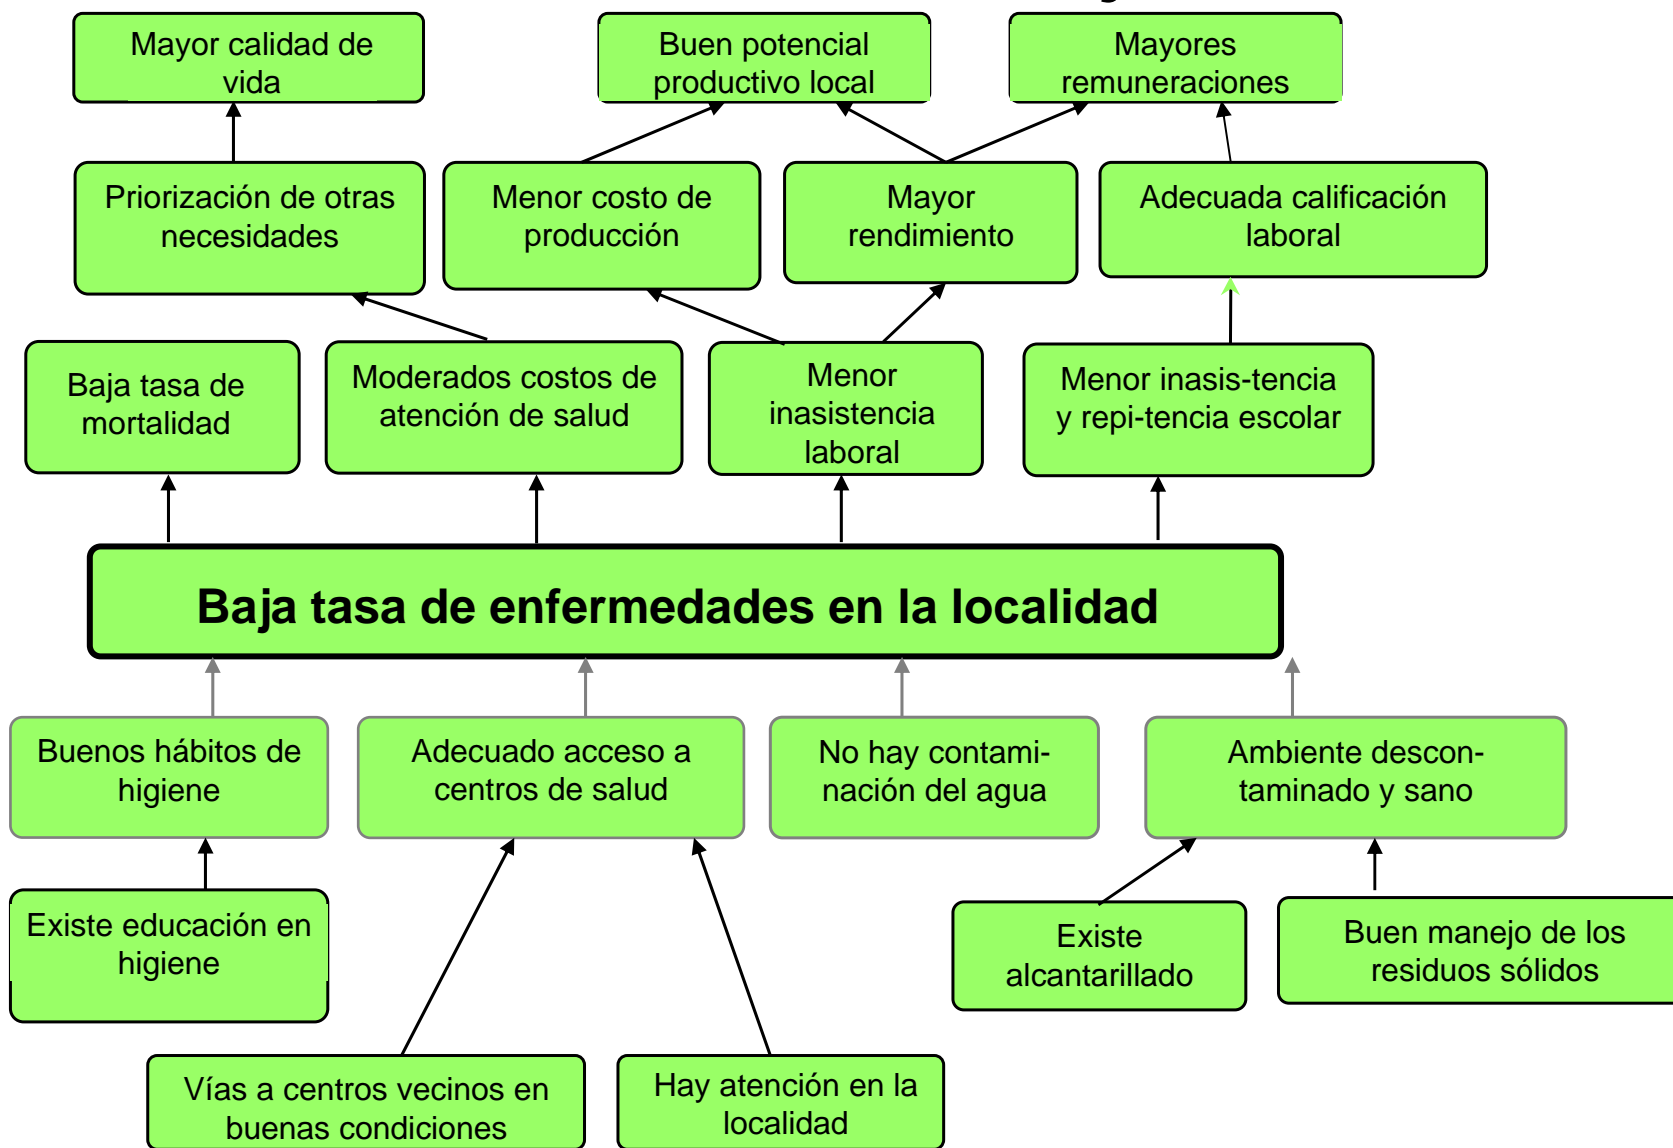 Mayor calidad de
vida
Buen potencial
productivo local
Mayores
remuneraciones
Priorización de otras
necesidades
Menor costo de
producción
Mayor
rendimiento
Adecuada calificación
laboral
Baja tasa de
mortalidad
Moderados costos de
atención de salud
Menor
inasistencia
laboral
Menor inasis-tencia
y repi-tencia escolar
Baja tasa de enfermedades en la localidad
Buenos hábitos de
higiene
Adecuado acceso a
centros de salud
No hay contami-
nación del agua
Ambiente descon-
taminado y sano
Existe educación en
higiene
Existe
alcantarillado
Buen manejo de los
residuos sólidos
Vías a centros vecinos en
buenas condiciones
Hay atención en la
localidad